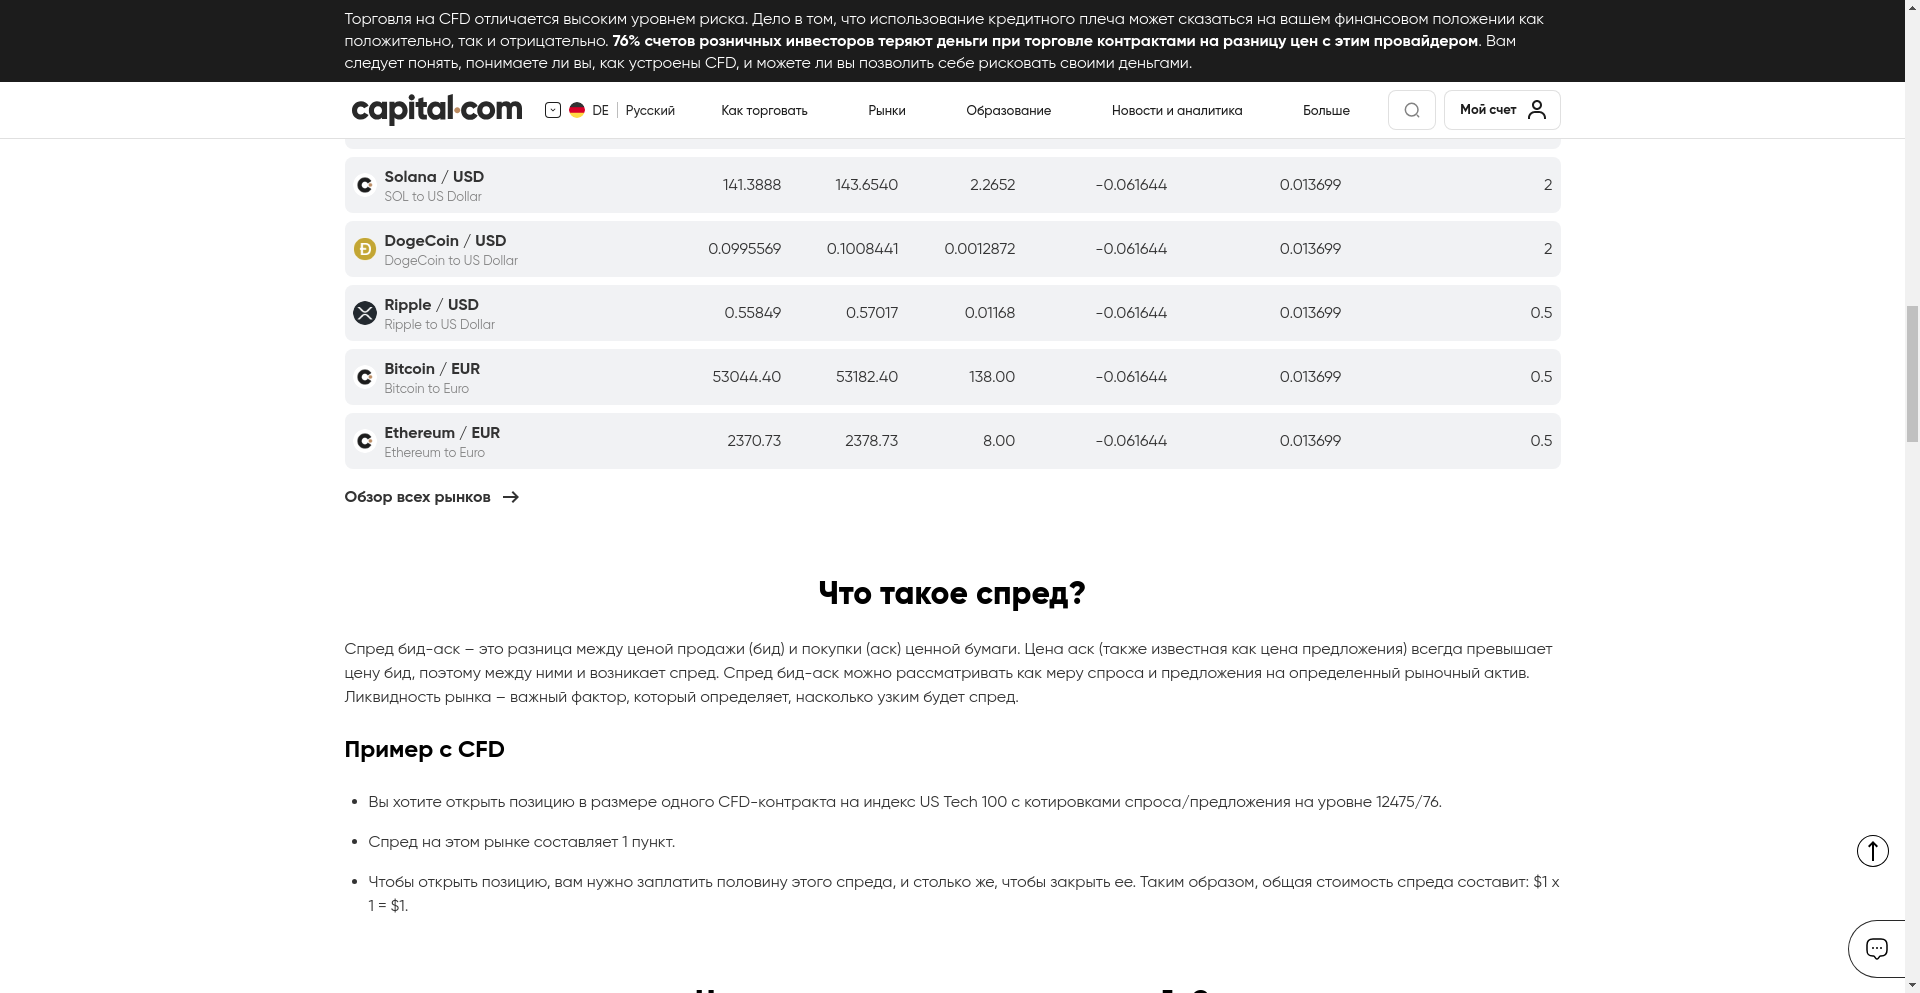 Торговля на CFD отличается высоким уровнем риска. Дело в том, что использование кредитного плеча может сказаться на вашем финансовом положении как
положительно, так и отрицательно. 76% счетов розничных инвесторов теряют деньги при торговле контрактами на разницу цен с этим провайдером. Вам
следует понять, понимаете ли вы, как устроены CFD, и можете ли вы позволить себе рисковать своими деньгами.
capital.com DE Русский Как торговать Рынки Образование Новости и аналитика Больше Мой счет
Solana / USD 141.3888 143.6540 2.2652 -0.061644 0.013699 2
SOL to US Dollar
DogeCoin / USD 0.0995569 0.1008441 0.0012872 -0.061644 0.013699 2
DogeCoin to US Dollar
Ripple / USD 0.55849 0.57017 0.01168 -0.061644 0.013699 0.5
Ripple to US Dollar
Bitcoin / EUR 53044.40 53182.40 138.00 -0.061644 0.013699 0.5
Bitcoin to Euro
Ethereum / EUR 2370.73 2378.73 8.00 -0.061644 0.013699 0.5
Ethereum to Euro
Обзор всех рынков
Что такое спред?
Спред бид-аск – это разница между ценой продажи (бид) и покупки (аск) ценной бумаги. Цена аск (также известная как цена предложения) всегда превышает
цену бид, поэтому между ними и возникает спред. Спред бид-аск можно рассматривать как меру спроса и предложения на определенный рыночный актив.
Ликвидность рынка – важный фактор, который определяет, насколько узким будет спред.
Пример с CFD
• Вы хотите открыть позицию в размере одного CFD-контракта на индекс US Tech 100 с котировками спроса/предложения на уровне 12475/76.
• Спред на этом рынке составляет 1 пункт.
• Чтобы открыть позицию, вам нужно заплатить половину этого спреда, и столько же, чтобы закрыть ее. Таким образом, общая стоимость спреда составит: $1 x
1 = $1.